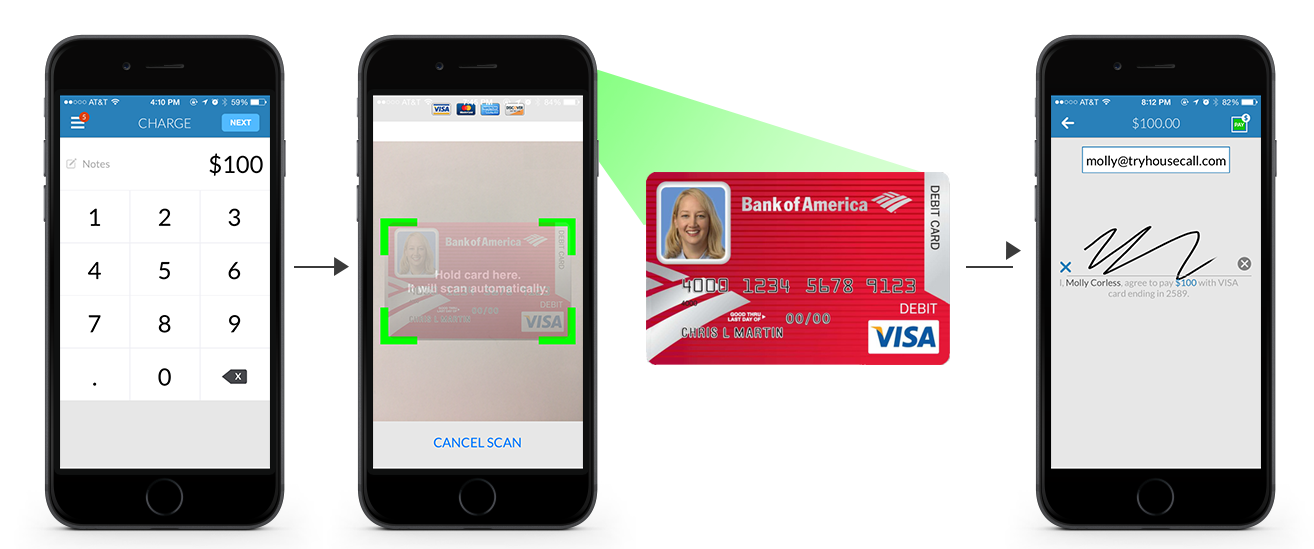 AT&T 4:10 PM 59%
5 CHARGE NEXT
Notes $100
1 2 3
4 5 6
7 8 9
. 0 X
AT&T 84%
VISA MasterCard DISCOVER
Bank of America DEBIT CARD
Hold card here.
It will scan automatically.
DEBIT
00/00
CHRIS L MARTIN VISA
CANCEL SCAN
Bank of America DEBIT CARD
4000 1234 5678 9123
4000
DEBIT
GOOD THRU
LAST DAY OF 00/00
CHRIS L MARTIN VISA
AT&T 8:12 PM 82%
$100.00 PAY $
molly@tryhousecall.com
I, Molly Corless, agree to pay $100 with VISA
card ending in 2589.